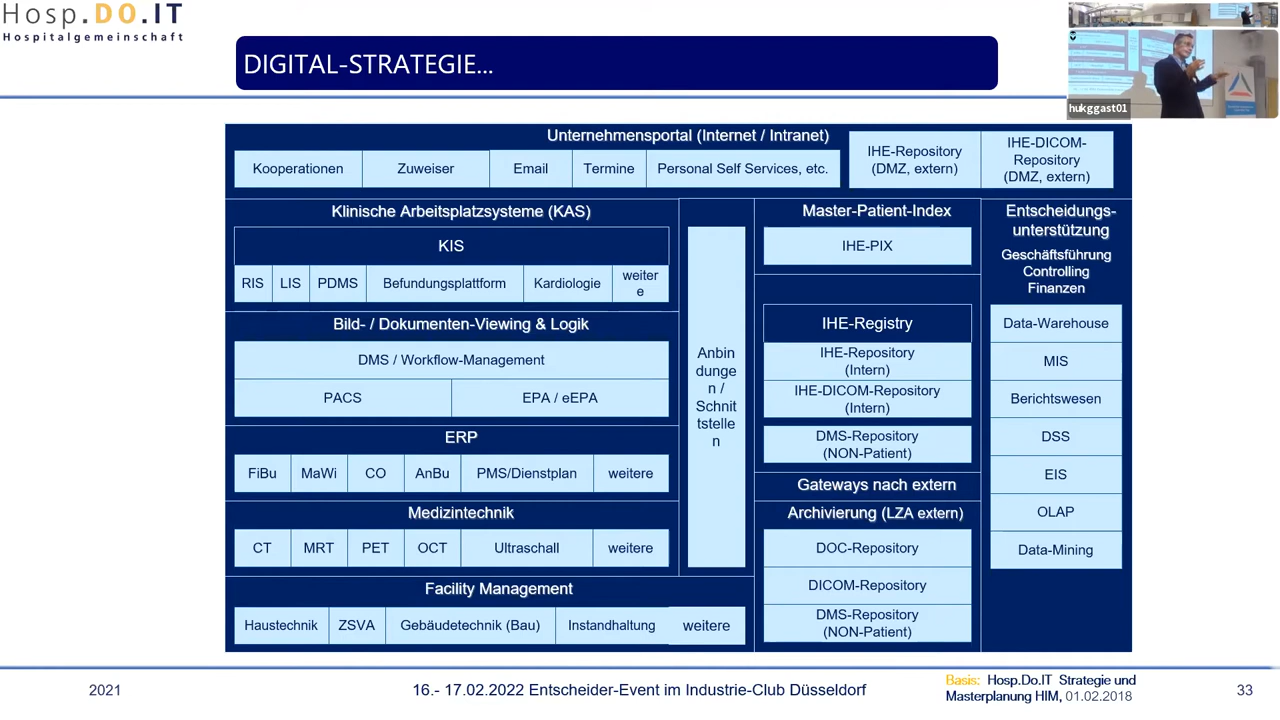 Hosp.DO.IT
Hospitalgemeinschaft
DIGITAL-STRATEGIE...
hukggast01
Unternehmensportal (Internet / Intranet)
Kooperationen
Zuweiser
Email
Termine
Personal Self Services, etc.
IHE-Repository
(DMZ, extern)
IHE-DICOM-
Repository
(DMZ, extern)
Klinische Arbeitsplatzsysteme (KAS)
KIS
RIS
LIS
PDMS
Befundungsplattform
Kardiologie
weiter
e
Bild- / Dokumenten-Viewing & Logik
DMS / Workflow-Management
PACS
EPA / eEPA
ERP
FiBu
MaWi
CO
AnBu
PMS/Dienstplan
weitere
Medizintechnik
CT
MRT
PET
OCT
Ultraschall
weitere
Facility Management
Haustechnik
ZSVA
Gebäudetechnik (Bau)
Instandhaltung
weitere
Anbin
dunge
n /
Schnit
tstelle
n
Master-Patient-Index
IHE-PIX
IHE-Registry
IHE-Repository
(Intern)
IHE-DICOM-Repository
(Intern)
DMS-Repository
(NON-Patient)
Gateways nach extern
Archivierung (LZA extern)
DOC-Repository
DICOM-Repository
DMS-Repository
(NON-Patient)
Entscheidungs-
unterstützung
Geschäftsführung
Controlling
Finanzen
Data-Warehouse
MIS
Berichtswesen
DSS
EIS
OLAP
Data-Mining
2021
16.- 17.02.2022 Entscheider-Event im Industrie-Club Düsseldorf
Basis: Hosp.Do.IT Strategie und
Masterplanung HIM, 01.02.2018
33